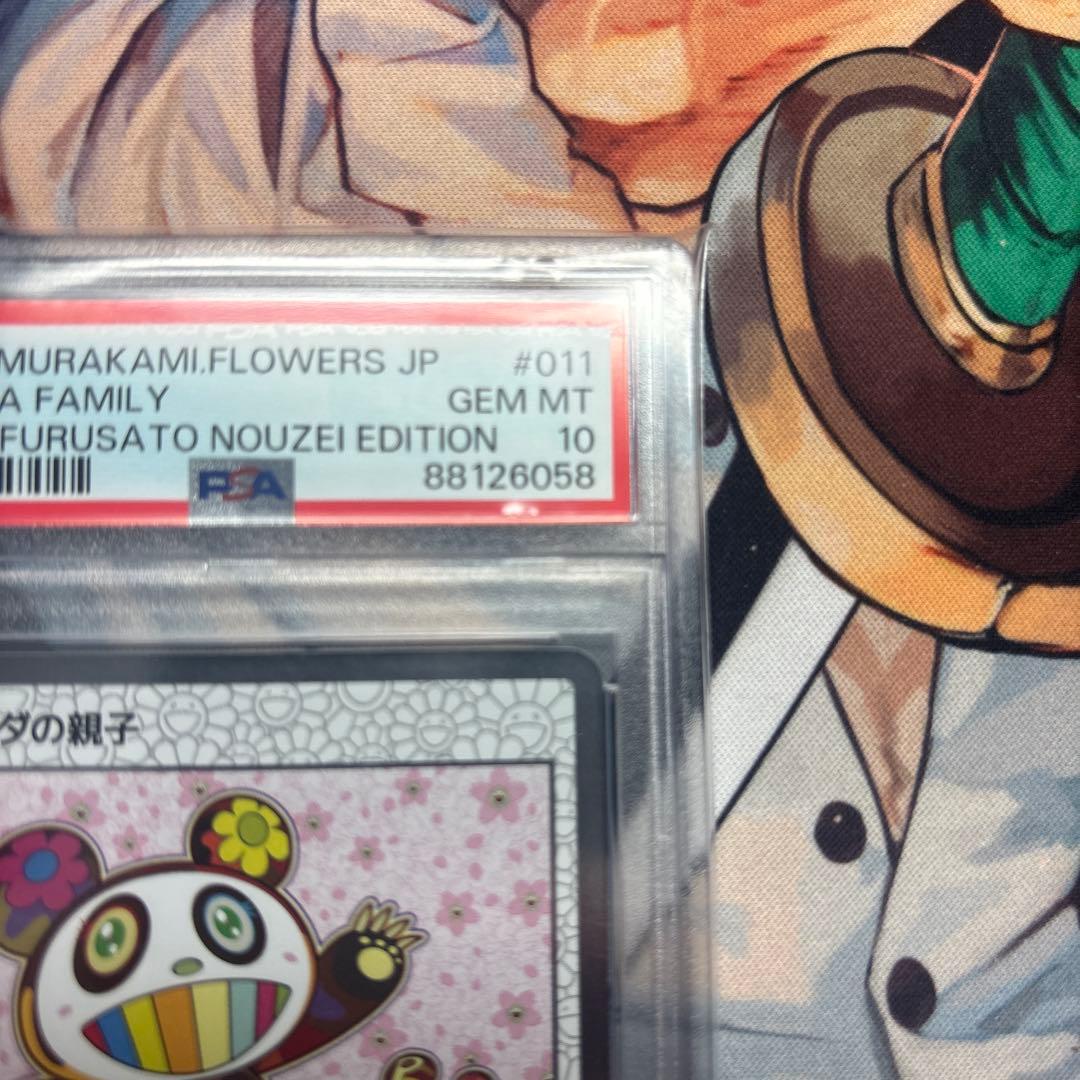 MURAKAMI.FLOWERS JP #011
A FAMILY GEM MT
FURUSATO NOUZEI EDITION 10
PSA 88126058
ダの親子